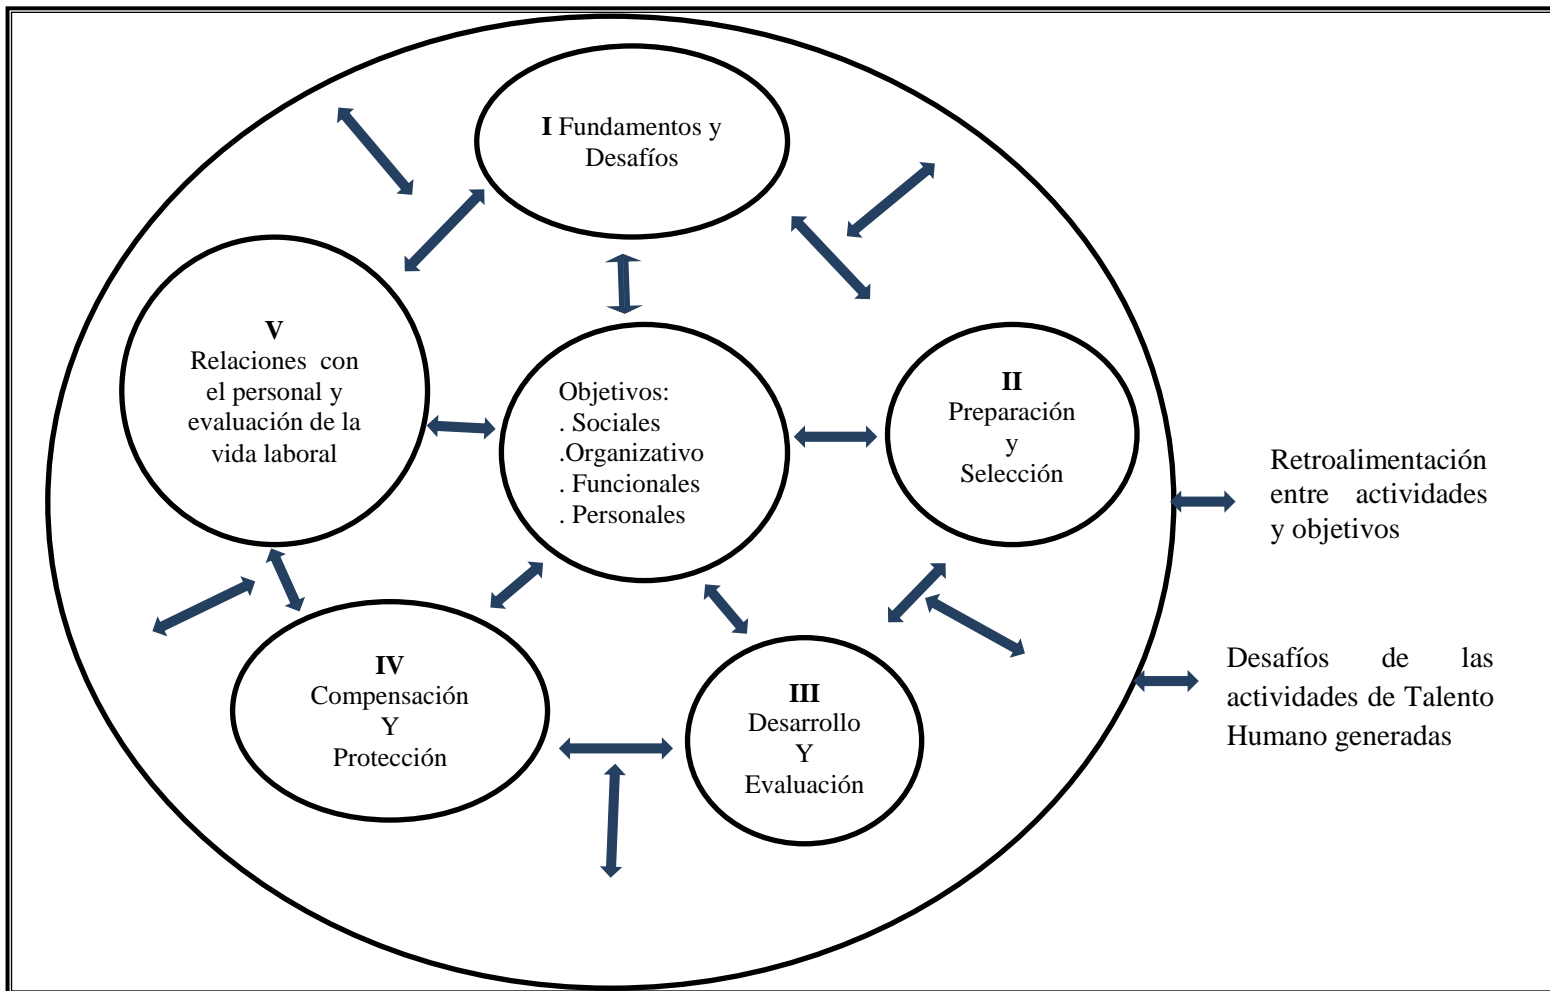 I Fundamentos y
Desafíos
V
Relaciones con
el personal y
evaluación de la
vida laboral
Objetivos:
. Sociales
.Organizativo
. Funcionales
. Personales
II
Preparación
y
Selección
Retroalimentación
entre actividades
y objetivos
IV
Compensación
Y
Protección
III
Desarrollo
Y
Evaluación
Desafíos de las
actividades de Talento
Humano generadas